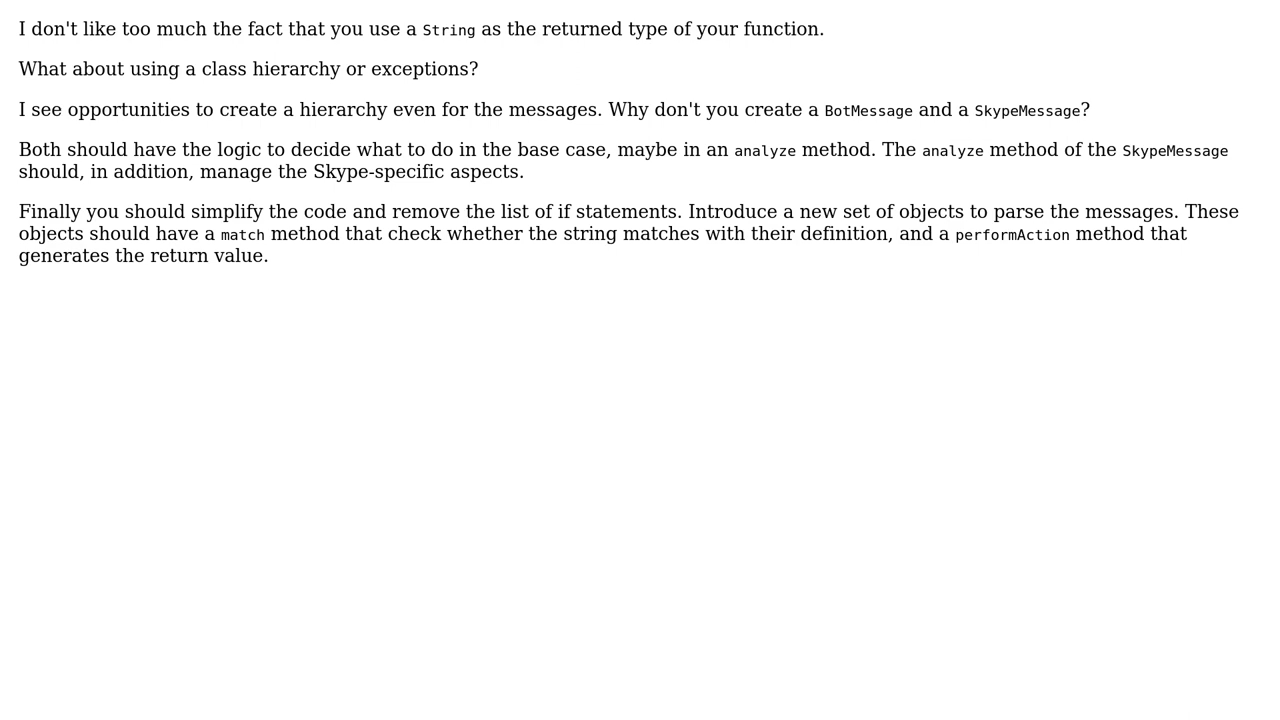 I don't like too much the fact that you use a String as the returned type of your function.
What about using a class hierarchy or exceptions?
I see opportunities to create a hierarchy even for the messages. Why don't you create a BotMessage and a SkypeMessage?
Both should have the logic to decide what to do in the base case, maybe in an analyze method. The analyze method of the SkypeMessage
should, in addition, manage the Skype-specific aspects.
Finally you should simplify the code and remove the list of if statements. Introduce a new set of objects to parse the messages. These
objects should have a match method that check whether the string matches with their definition, and a performAction method that
generates the return value.